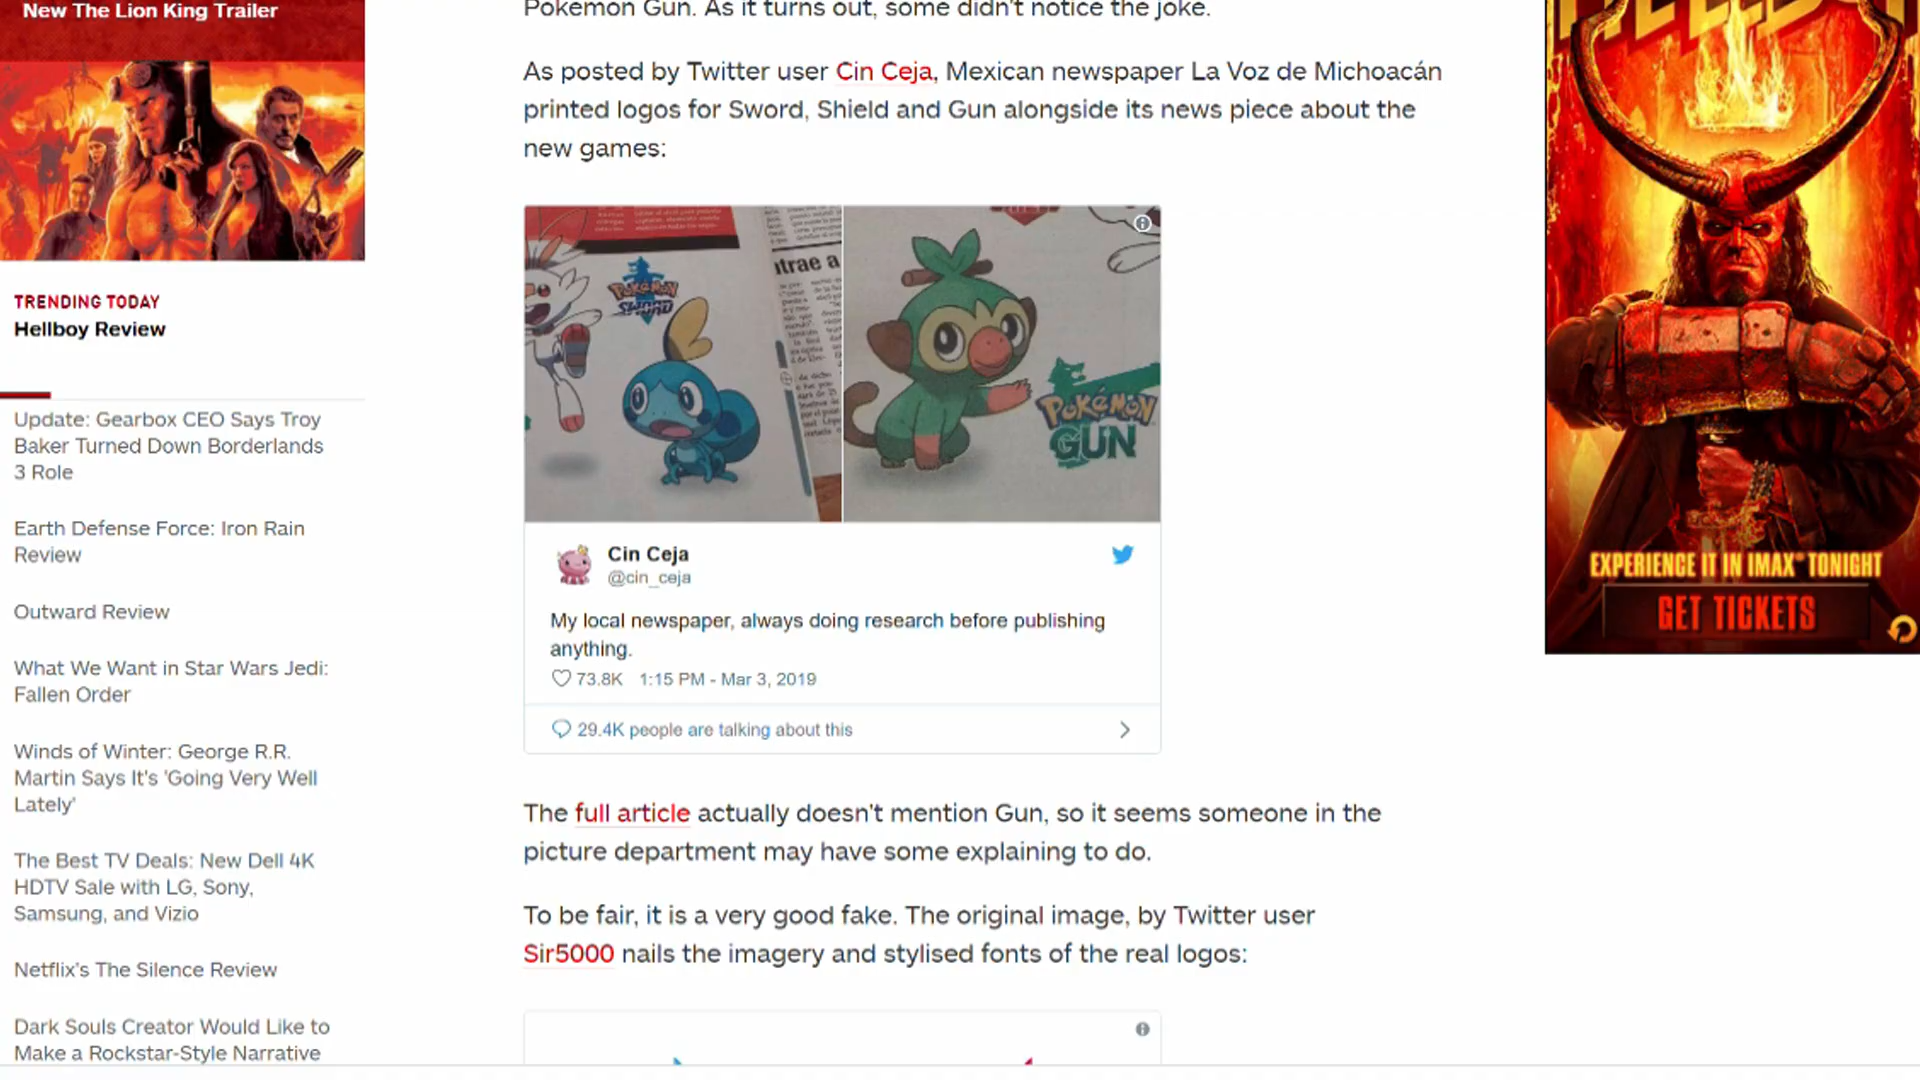 New The Lion King Trailer
TRENDING TODAY
Hellboy Review
Update: Gearbox CEO Says Troy
Baker Turned Down Borderlands
3 Role
Earth Defense Force: Iron Rain
Review
Outward Review
What We Want in Star Wars Jedi:
Fallen Order
Winds of Winter: George R.R.
Martin Says It's 'Going Very Well
Lately'
The Best TV Deals: New Dell 4K
HDTV Sale with LG, Sony,
Samsung, and Vizio
Netflix's The Silence Review
Dark Souls Creator Would Like to
Make a Rockstar-Style Narrative
Pokemon Gun. As it turns out, some didn't notice the joke.
As posted by Twitter user Cin Ceja, Mexican newspaper La Voz de Michoacán
printed logos for Sword, Shield and Gun alongside its news piece about the
new games:
ntrae a
POKéMON
SWORD
POKéMON
GUN
Cin Ceja
@cin_ceja
My local newspaper, always doing research before publishing
anything.
73.8K 1:15 PM - Mar 3, 2019
29.4K people are talking about this
The full article actually doesn't mention Gun, so it seems someone in the
picture department may have some explaining to do.
To be fair, it is a very good fake. The original image, by Twitter user
Sir5000 nails the imagery and stylised fonts of the real logos:
EXPERIENCE IT IN IMAX® TONIGHT
GET TICKETS